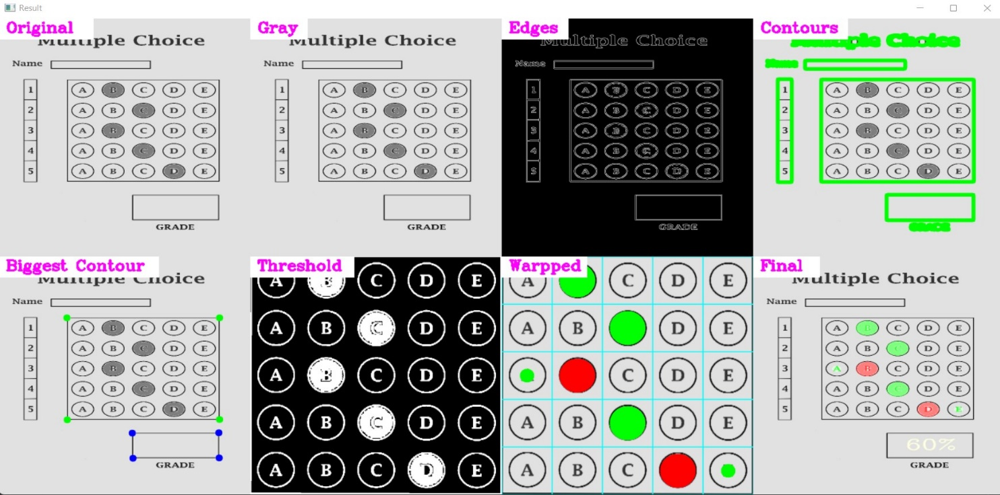 Result
Original
Multiple Choice
Name
1 A B C D E
2 A B C D E
3 A B C D E
4 A B C D E
5 A B C D E
GRADE
Gray
Multiple Choice
Name
1 A B C D E
2 A B C D E
3 A B C D E
4 A B C D E
5 A B C D E
GRADE
Edges
Multiple Choice
Name
1 A B C D E
2 A B C D E
3 A B C D E
4 A B C D E
5 A B C D E
GRADE
Contours
Multiple Choice
Name
1 A B C D E
2 A B C D E
3 A B C D E
4 A B C D E
5 A B C D E
GRADE
Biggest Contour
Multiple Choice
Name
1 A B C D E
2 A B C D E
3 A B C D E
4 A B C D E
5 A B C D E
GRADE
Threshold
A B C D E
A B C D E
A B C D E
A B C D E
A B C D E
Warpped
A C D E
A B D E
C D E
A B D E
A B C
Final
Multiple Choice
Name
1 A B C D E
2 A B C D E
3 A B C D E
4 A B C D E
5 A B C D E
60%
GRADE